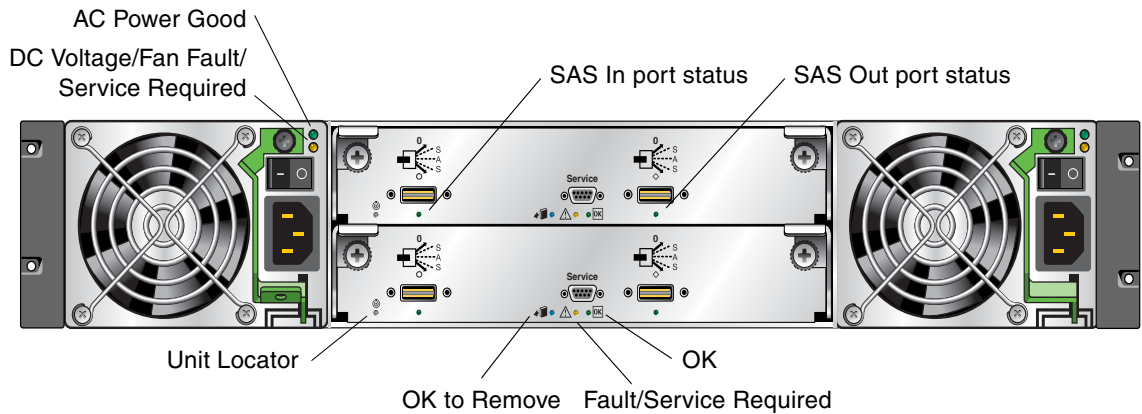 AC Power Good
DC Voltage/Fan Fault/
Service Required
SAS In port status
SAS Out port status
0
S
A
S
0
S
A
S
Service
OK
0
S
A
S
0
S
A
S
Service
OK
Unit Locator
OK
OK to Remove
Fault/Service Required